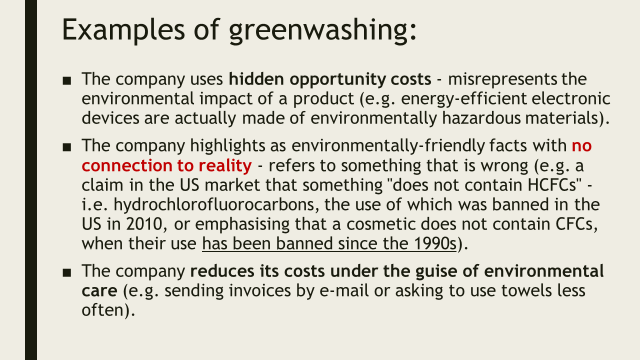 Examples of greenwashing:
■ The company uses hidden opportunity costs - misrepresents the
environmental impact of a product (e.g. energy-efficient electronic
devices are actually made of environmentally hazardous materials).
■ The company highlights as environmentally-friendly facts with no
connection to reality - refers to something that is wrong (e.g. a
claim in the US market that something "does not contain HCFCs" -
i.e. hydrochlorofluorocarbons, the use of which was banned in the
US in 2010, or emphasising that a cosmetic does not contain CFCs,
when their use has been banned since the 1990s).
■ The company reduces its costs under the guise of environmental
care (e.g. sending invoices by e-mail or asking to use towels less
often).